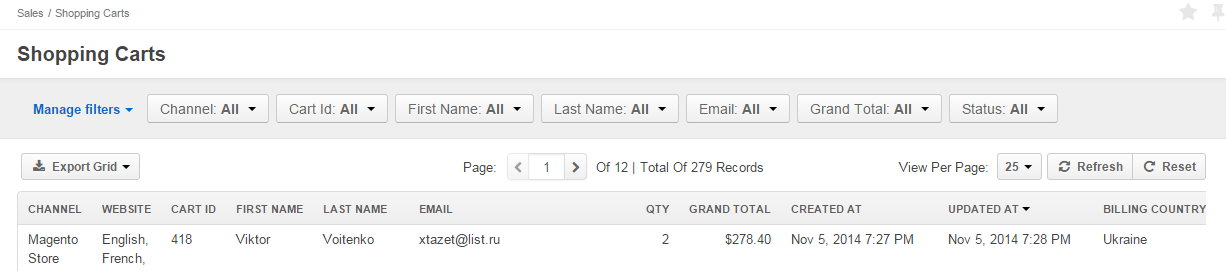 Sales / Shopping Carts
Shopping Carts
Manage filters Channel: All Cart Id: All First Name: All Last Name: All Email: All Grand Total: All Status: All
Export Grid Page: 1 Of 12 | Total Of 279 Records View Per Page: 25 Refresh Reset
CHANNEL WEBSITE CART ID FIRST NAME LAST NAME EMAIL QTY GRAND TOTAL CREATED AT UPDATED AT BILLING COUNTRY
Magento English, 418 Viktor Voitenko xtazet@list.ru 2 $278.40 Nov 5, 2014 7:27 PM Nov 5, 2014 7:28 PM Ukraine
Store French,